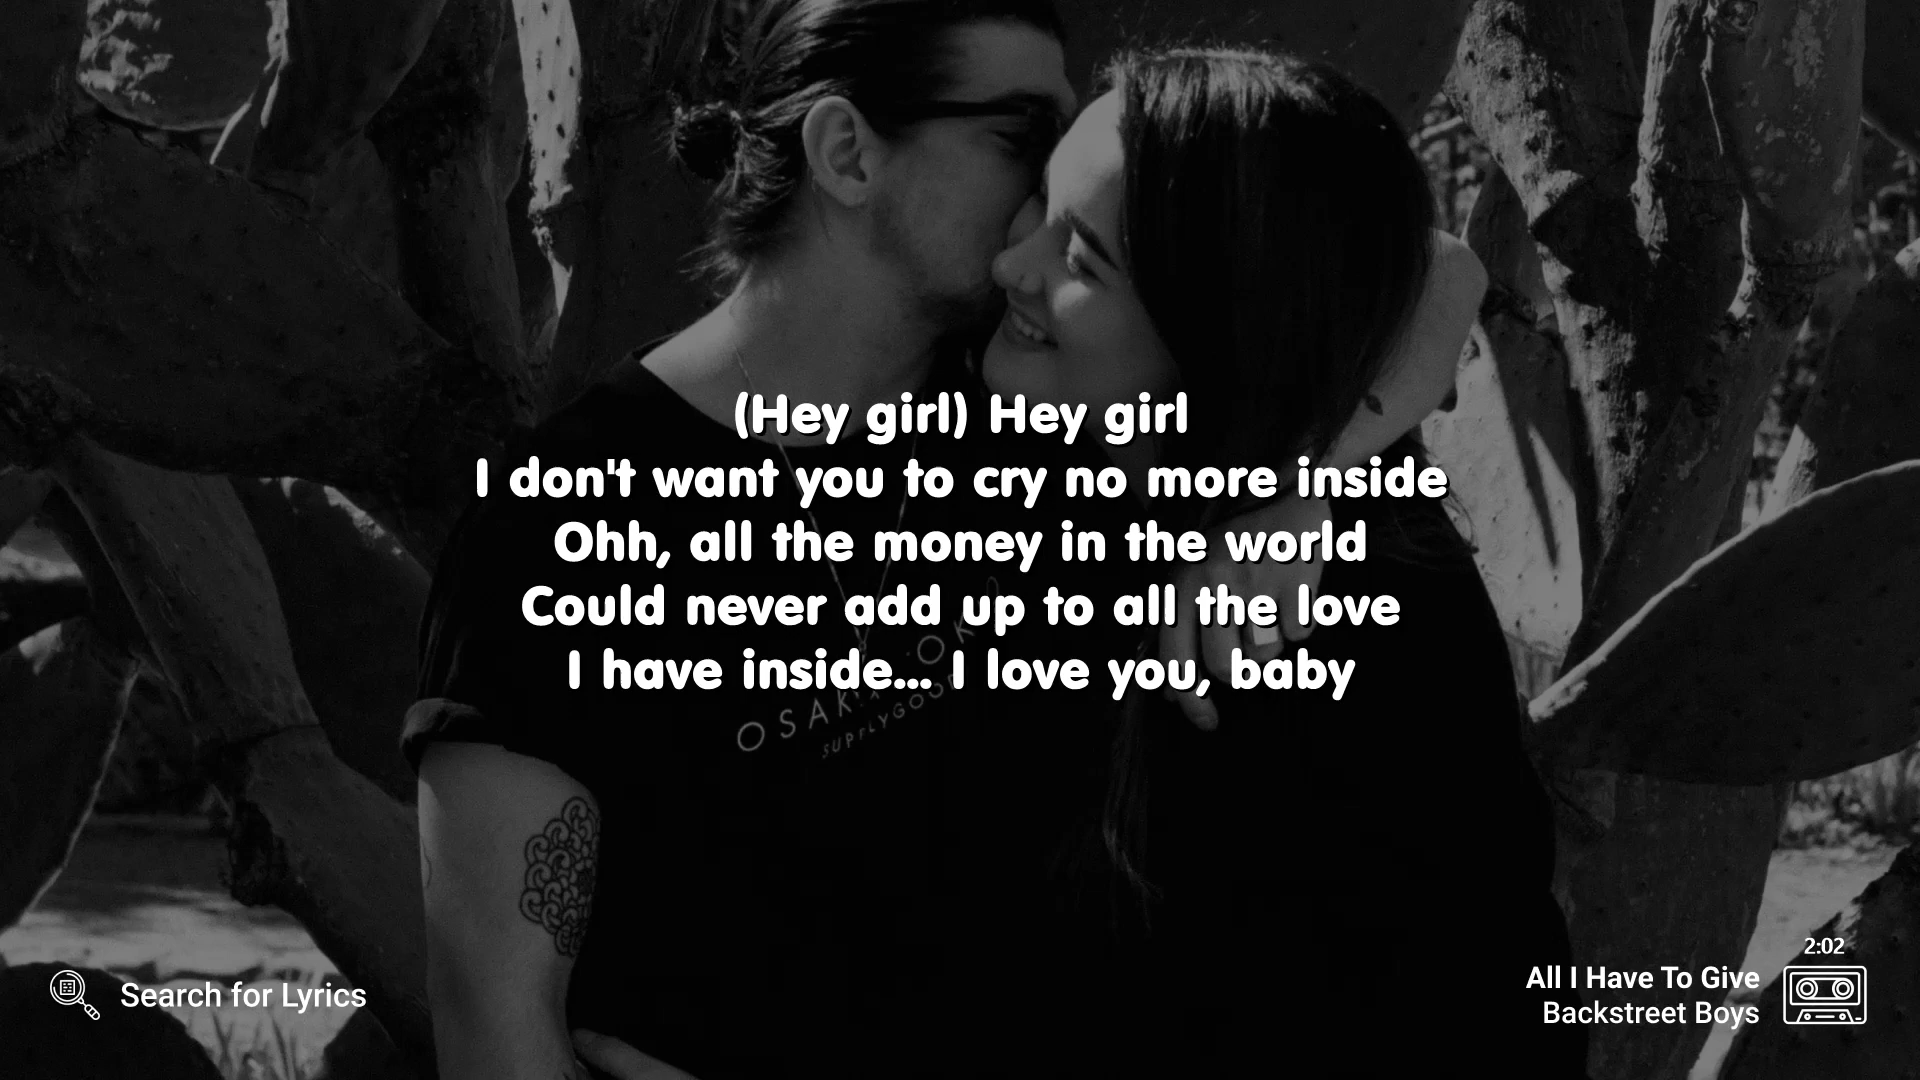 (Hey girl) Hey girl
I don't want you to cry no more inside
Ohh, all the money in the world
Could never add up to all the love
I have inside... I love you, baby
SUPPLYGOO
Search for Lyrics
2:02
All I Have To Give
Backstreet Boys